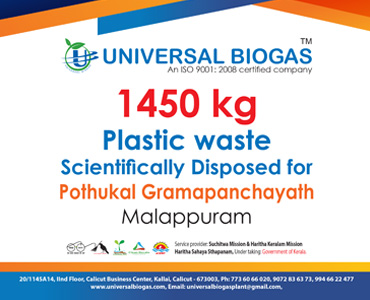 TM
UNIVERSAL BIOGAS
An ISO 9001: 2008 certified company
1450 kg
Plastic waste
Scientifically Disposed for
Pothukal Gramapanchayath
Malappuram
Service provider: Suchitwa Mission & Haritha Keralam Mission
Haritha Sahaya Sthapanam, Under taking Government of Kerala
20/1145A14, IInd Floor, Calicut Business Center, Kallai, Calicut - 673003, Ph: 773 60 66 020, 9072 83 63 73, 994 66 22 477
www.universalbiogas.com, Email: universalbiogasplant@gmail.com,